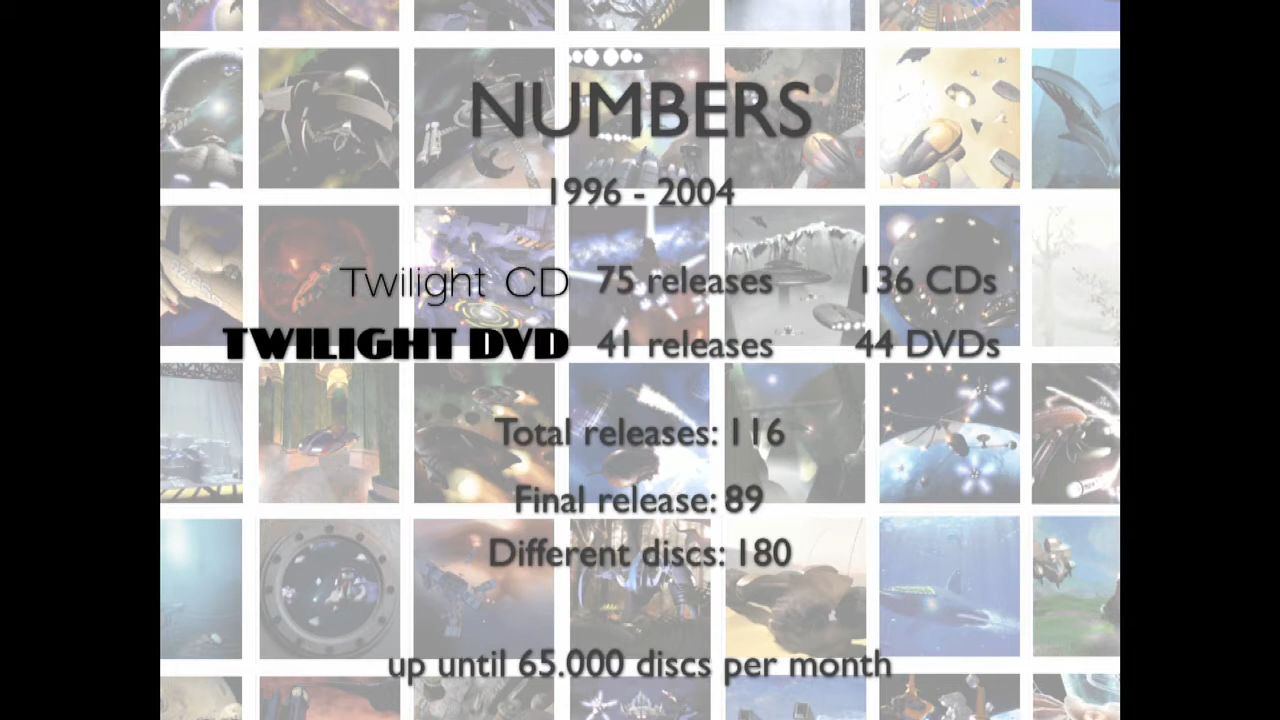 NUMBERS
1996 - 2004
Twilight CD 75 releases 136 CDs
TWILIGHT DVD 41 releases 44 DVDs
Total releases: 116
Final release: 89
Different discs: 180
up until 65.000 discs per month